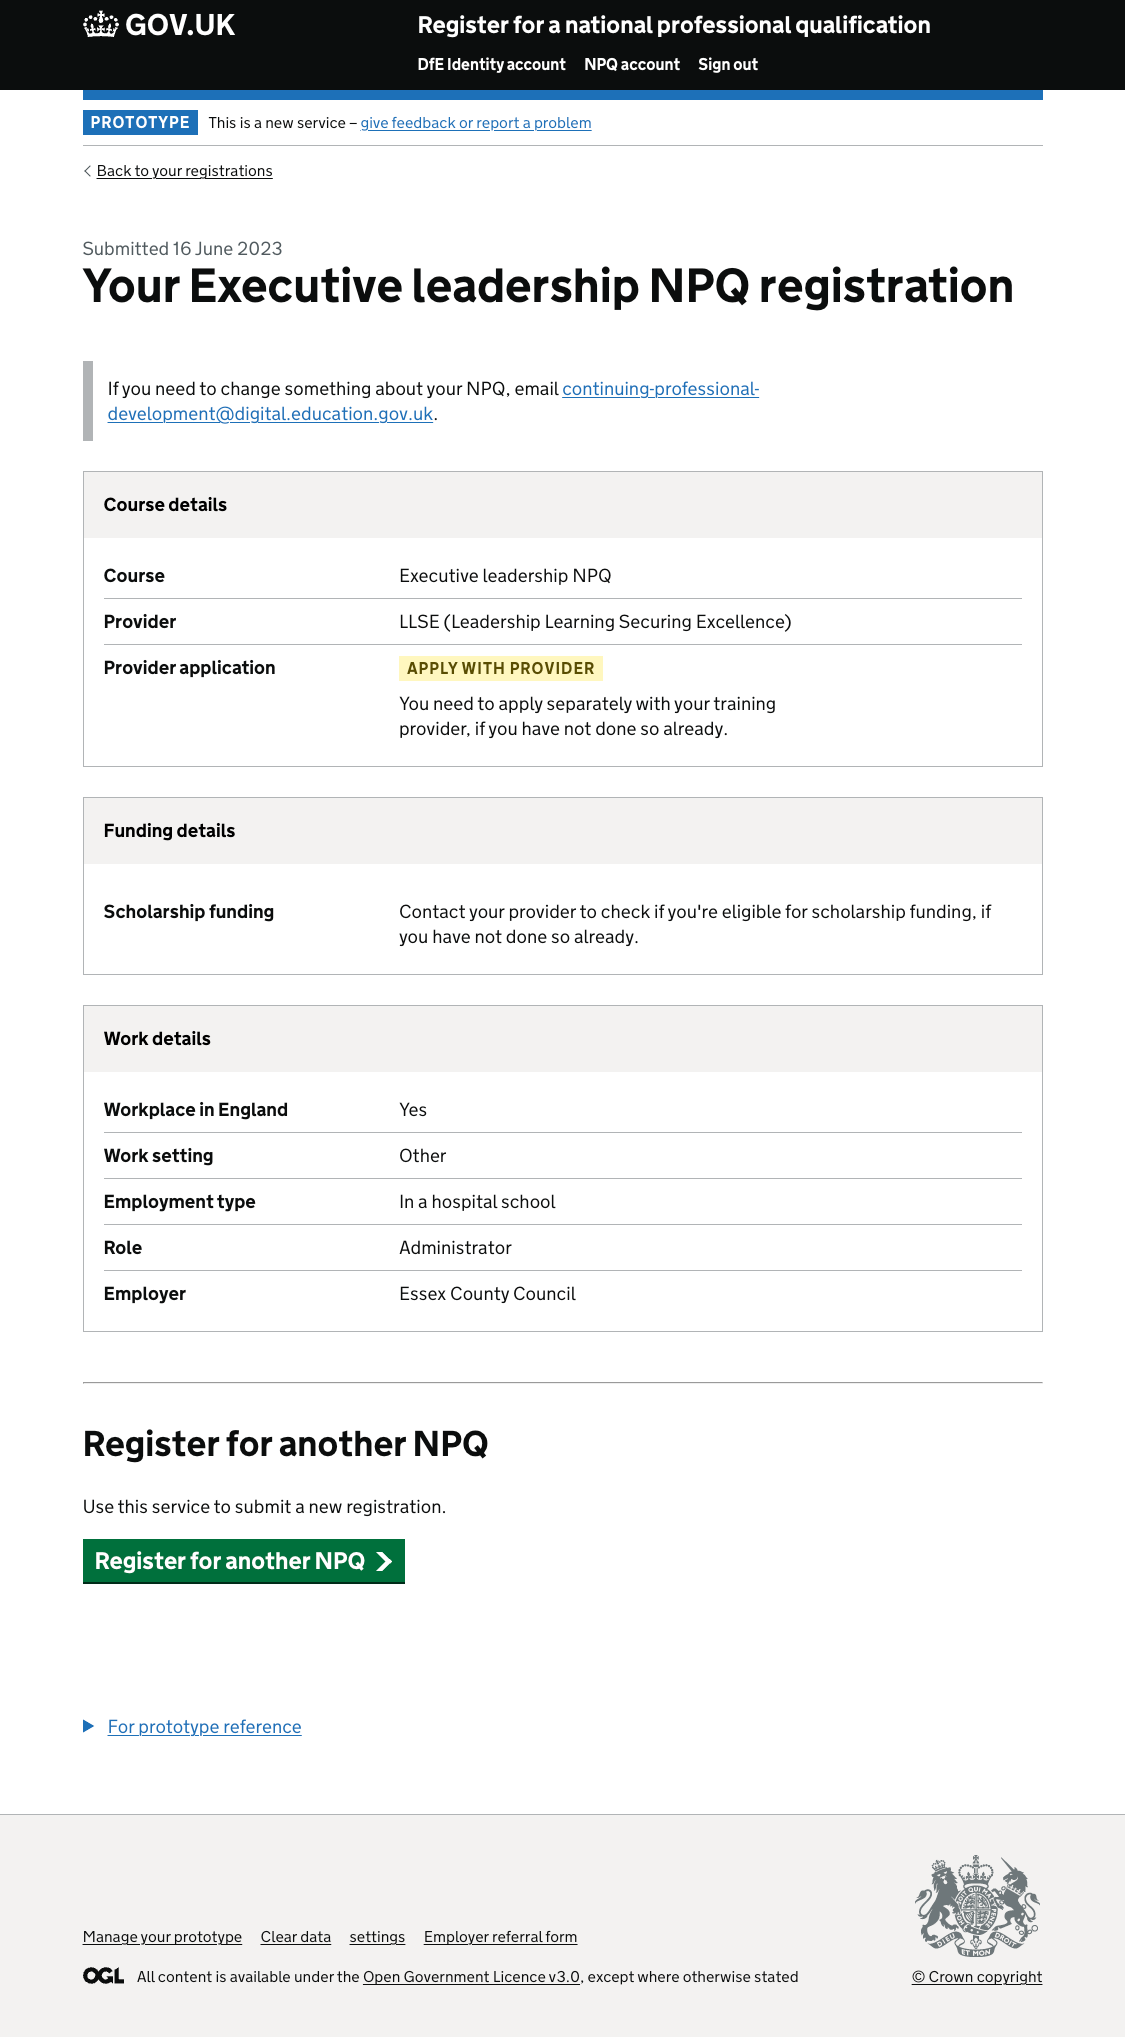 GOV.UK
Register for a national professional qualification
DfE Identity account NPQ account Sign out
PROTOTYPE This is a new service – give feedback or report a problem
Back to your registrations
Submitted 16 June 2023
Your Executive leadership NPQ registration
If you need to change something about your NPQ, email continuing-professional-
development@digital.education.gov.uk.
Course details
Course Executive leadership NPQ
Provider LLSE (Leadership Learning Securing Excellence)
Provider application APPLY WITH PROVIDER
You need to apply separately with your training
provider, if you have not done so already.
Funding details
Scholarship funding Contact your provider to check if you're eligible for scholarship funding, if
you have not done so already.
Work details
Workplace in England Yes
Work setting Other
Employment type In a hospital school
Role Administrator
Employer Essex County Council
Register for another NPQ
Use this service to submit a new registration.
Register for another NPQ
For prototype reference
Manage your prototype Clear data settings Employer referral form
OGL All content is available under the Open Government Licence v3.0, except where otherwise stated
© Crown copyright